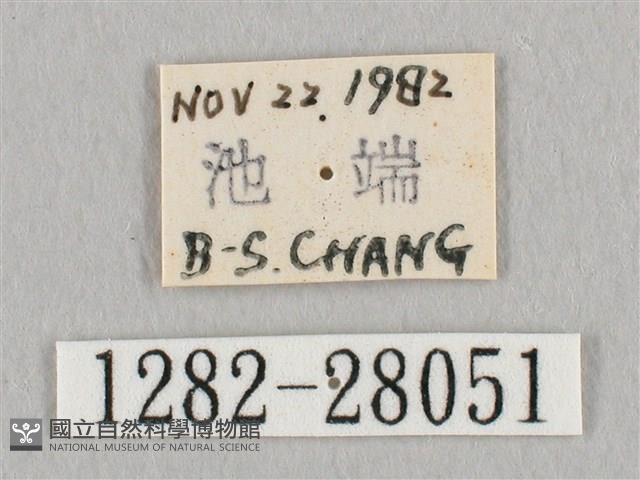 NOV 22. 1982
池 端
B-S. CHANG
1282-28051
國立自然科學博物館
NATIONAL MUSEUM OF NATURAL SCIENCE